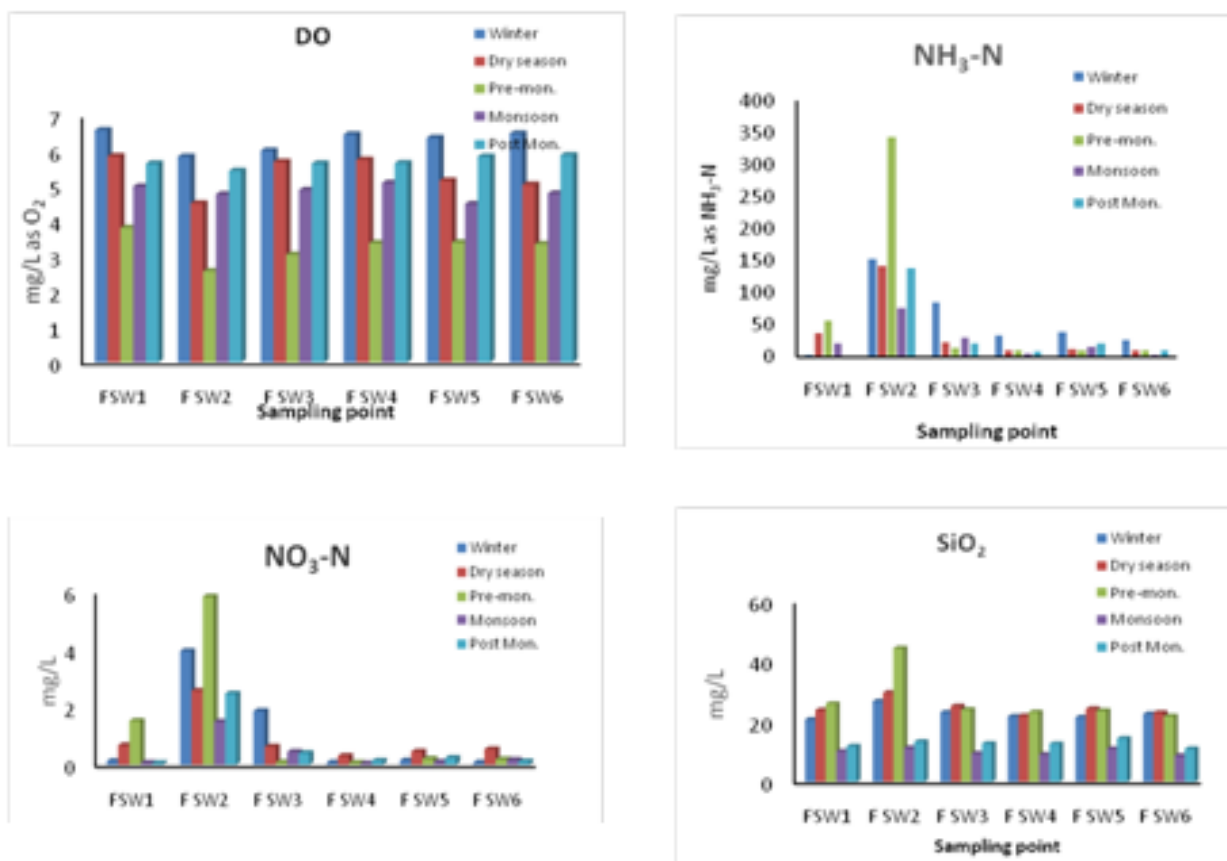 DO
Winter
Dry season
Pre-mon.
Monsoon
Post Mon.
mg/L as O₂
7
6
5
4
3
2
1
0
FSW1 F SW2 F SW3 F SW4 F SW5 F SW6
Sampling point
NH₃-N
Winter
Dry season
Pre-mon.
Monsoon
Post Mon.
mg/L as NH₃-N
400
350
300
250
200
150
100
50
0
FSW1 F SW2 F SW3 F SW4 F SW5 F SW6
Sampling point
NO₃-N
Winter
Dry season
Pre-mon.
Monsoon
Post Mon.
mg/L
6
4
2
0
FSW1 F SW2 F SW3 F SW4 F SW5 F SW6
SiO₂
Winter
Dry season
Pre-mon.
Monsoon
Post Mon.
mg/L
60
40
20
0
FSW1 F SW2 F SW3 F SW4 F SW5 F SW6
Sampling point